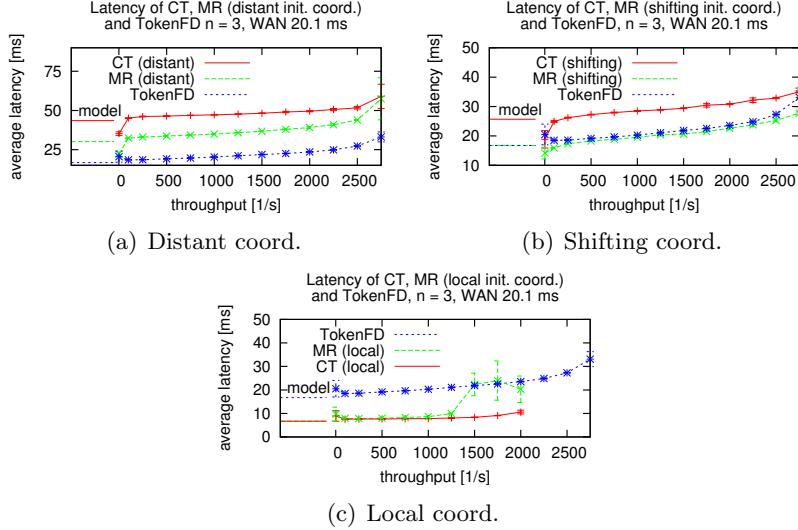 Latency of CT, MR (distant init. coord.)
and TokenFD n = 3, WAN 20.1 ms
average latency [ms]
75
50
25
model
CT (distant)
MR (distant)
TokenFD
0 500 1000 1500 2000 2500
throughput [1/s]
(a) Distant coord.
Latency of CT, MR (shifting init. coord.)
and TokenFD, n = 3, WAN 20.1 ms
average latency [ms]
50
40
30
20
10
model
CT (shifting)
MR (shifting)
TokenFD
0 500 1000 1500 2000 2500
throughput [1/s]
(b) Shifting coord.
Latency of CT, MR (local init. coord.)
and TokenFD, n = 3, WAN 20.1 ms
average latency [ms]
50
40
30
20
10
0
model
TokenFD
MR (local)
CT (local)
0 500 1000 1500 2000 2500
throughput [1/s]
(c) Local coord.